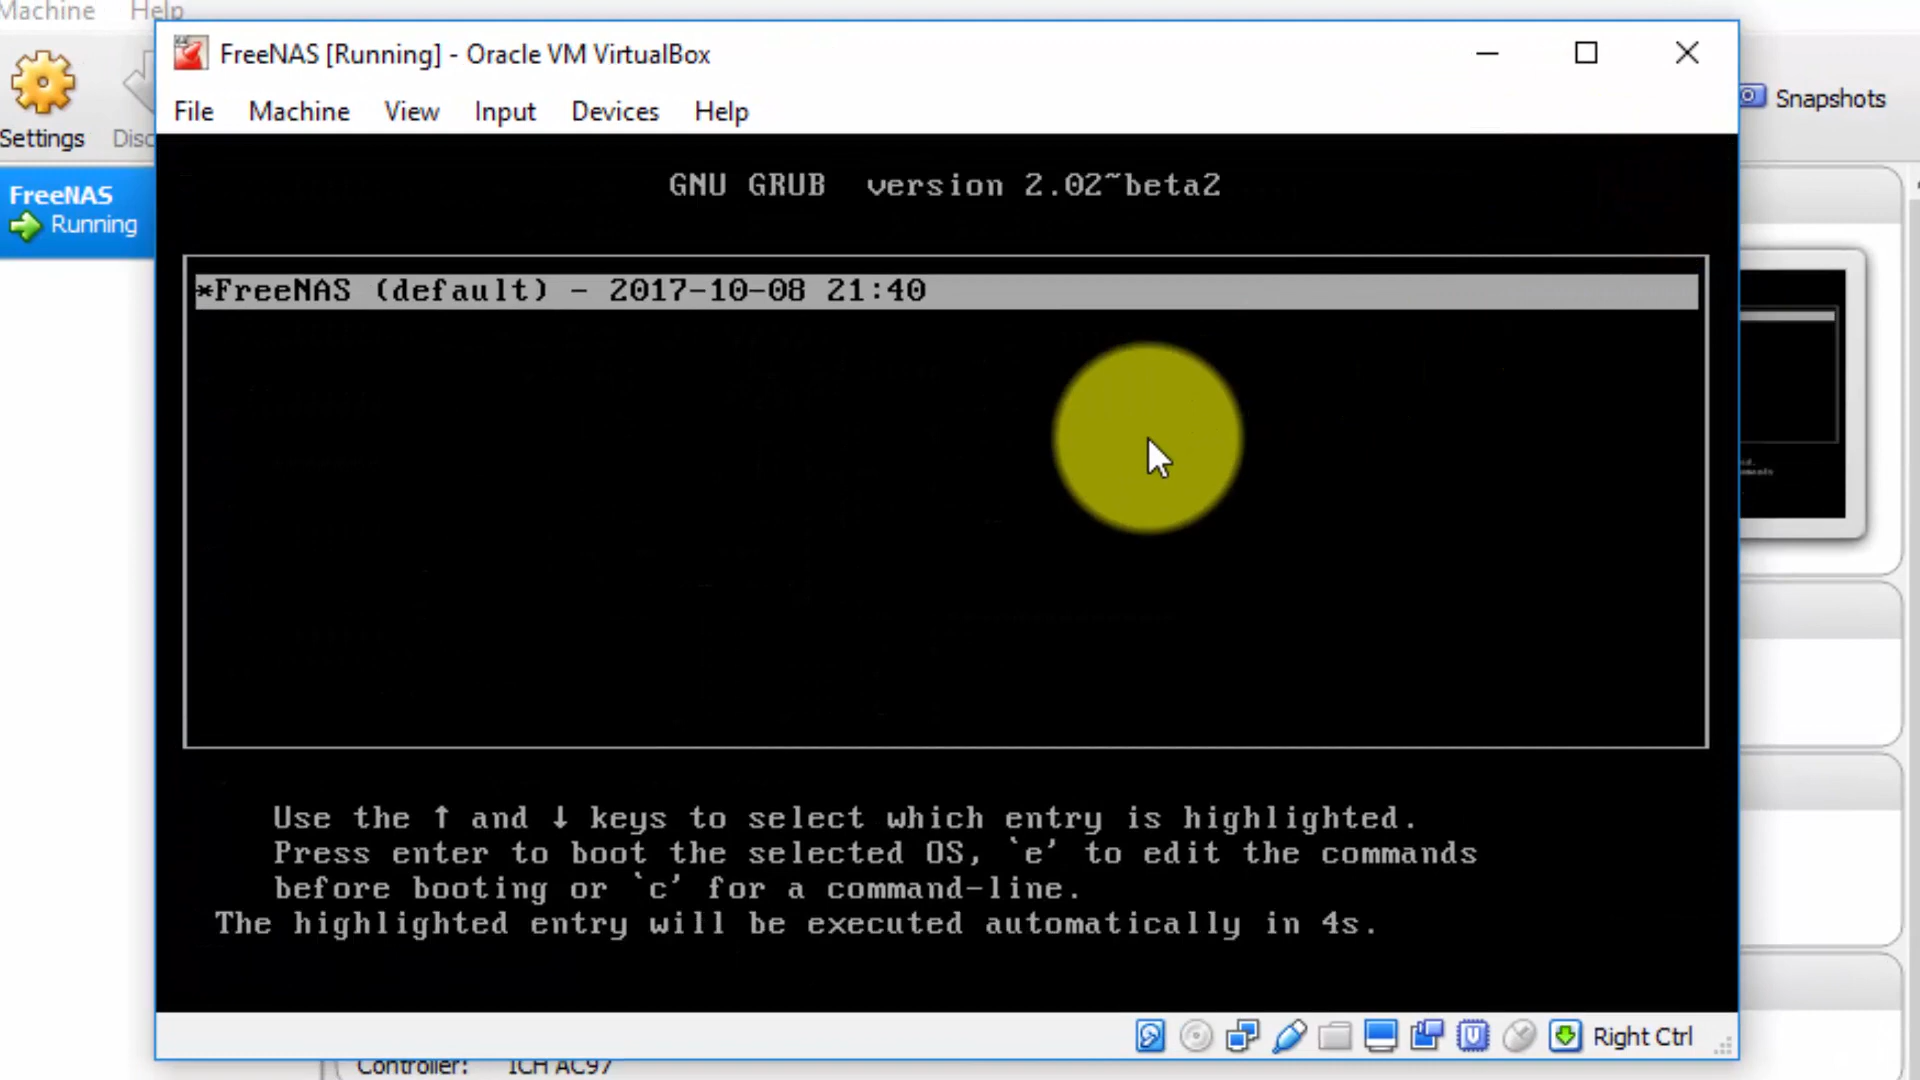 Machine Help
FreeNAS [Running] - Oracle VM VirtualBox
File Machine View Input Devices Help
Settings Disc
Snapshots
FreeNAS
Running
GNU GRUB version 2.02~beta2
*FreeNAS (default) - 2017-10-08 21:40
Use the ↑ and ↓ keys to select which entry is highlighted.
Press enter to boot the selected OS, `e' to edit the commands
before booting or `c' for a command-line.
The highlighted entry will be executed automatically in 4s.
Right Ctrl
Controller: ICH AC97